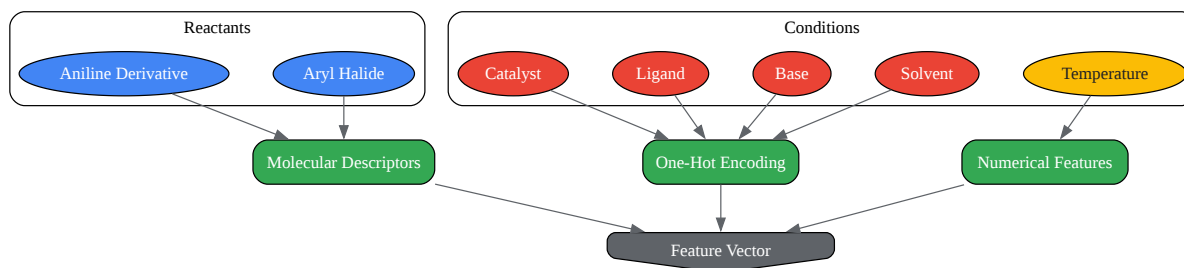 Reactants
Conditions
Aniline Derivative
Aryl Halide
Catalyst
Ligand
Base
Solvent
Temperature
Molecular Descriptors
One-Hot Encoding
Numerical Features
Feature Vector